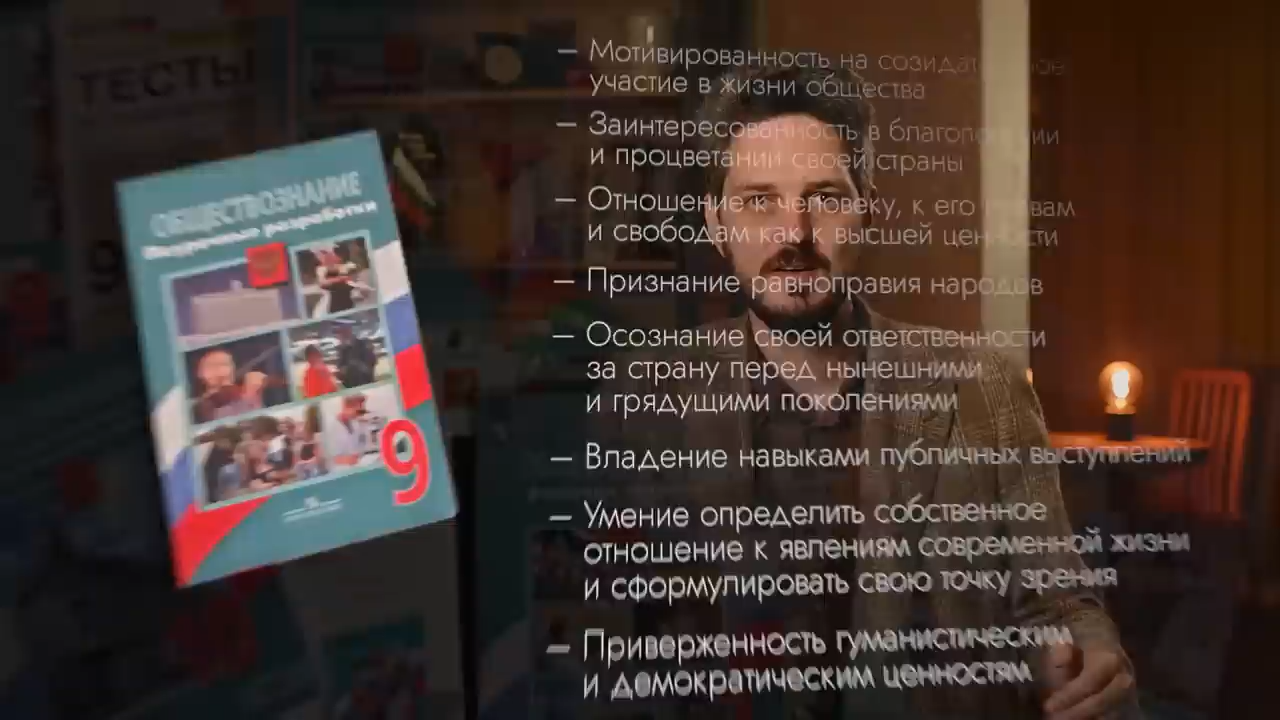 ТЕСТЫ
ОБЩЕСТВОЗНАНИЕ
Поурочные разработки
9
— Мотивированность на созидательное
участие в жизни общества
— Заинтересованность в благополучии
и процветании своей страны
— Отношение к человеку, к его правам
и свободам как к высшей ценности
— Признание равноправия народов
— Осознание своей ответственности
за страну перед нынешними
и грядущими поколениями
— Владение навыками публичных выступлений
— Умение определить собственное
отношение к явлениям современной жизни
и сформулировать свою точку зрения
— Приверженность гуманистическим
и демократическим ценностям